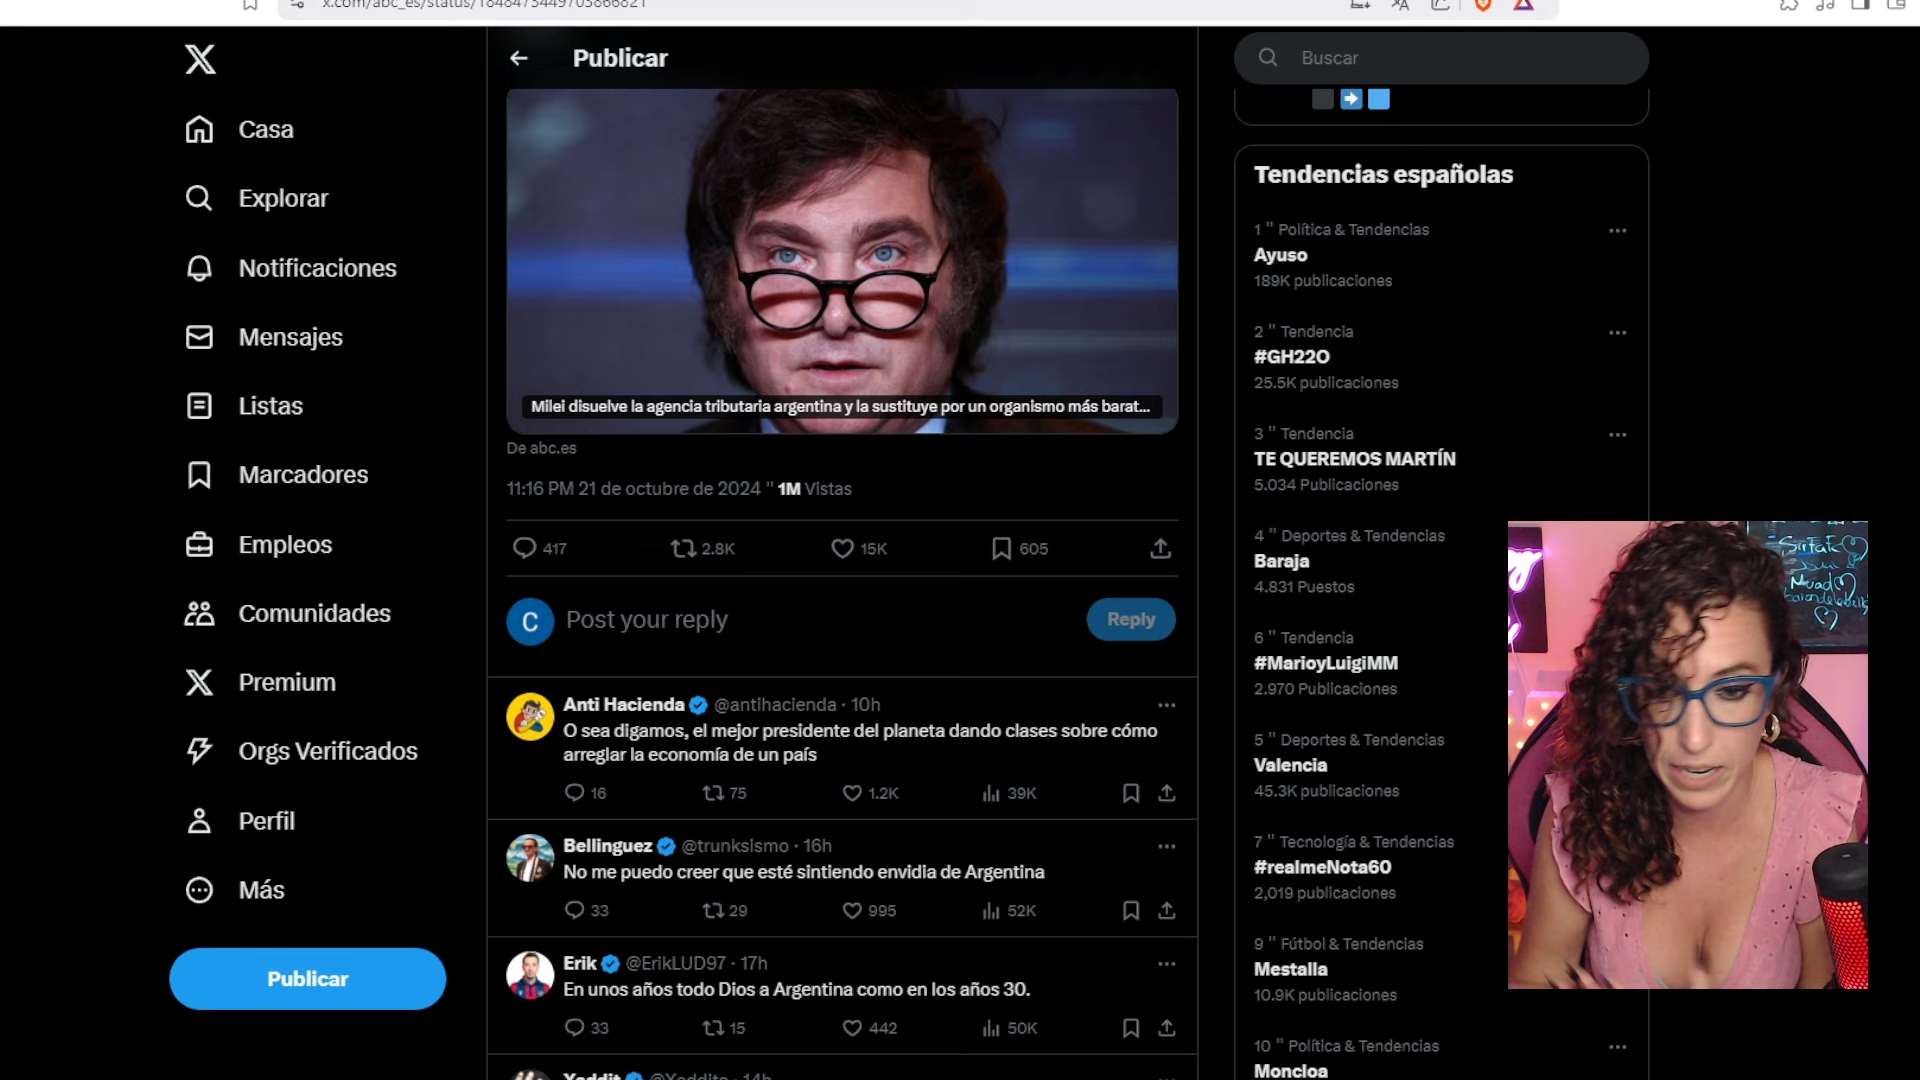 x.com/abc_es/status/1848473449703866821
Casa
Explorar
Notificaciones
Mensajes
Listas
Marcadores
Empleos
Comunidades
Premium
Orgs Verificados
Perfil
Más
Publicar
Publicar
Milei disuelve la agencia tributaria argentina y la sustituye por un organismo más barat...
De abc.es
11:16 PM 21 de octubre de 2024 " 1M Vistas
417 2.8K 15K 605
C Post your reply Reply
Anti Hacienda @antihacienda · 10h
O sea digamos, el mejor presidente del planeta dando clases sobre cómo
arreglar la economía de un país
16 75 1.2K 39K
Bellinguez @trunksismo · 16h
No me puedo creer que esté sintiendo envidia de Argentina
33 29 995 52K
Erik @ErikLUD97 · 17h
En unos años todo Dios a Argentina como en los años 30.
33 15 442 50K
Buscar
Tendencias españolas
1 " Política & Tendencias
Ayuso
189K publicaciones
2 " Tendencia
#GH22O
25.5K publicaciones
3 " Tendencia
TE QUEREMOS MARTÍN
5.034 Publicaciones
4 " Deportes & Tendencias
Baraja
4.831 Puestos
6 " Tendencia
#MarioyLuigiMM
2.970 Publicaciones
5 " Deportes & Tendencias
Valencia
45.3K publicaciones
7 " Tecnología & Tendencias
#realmeNota60
2,019 publicaciones
9 " Fútbol & Tendencias
Mestalla
10.9K publicaciones
10 " Política & Tendencias
Moncloa